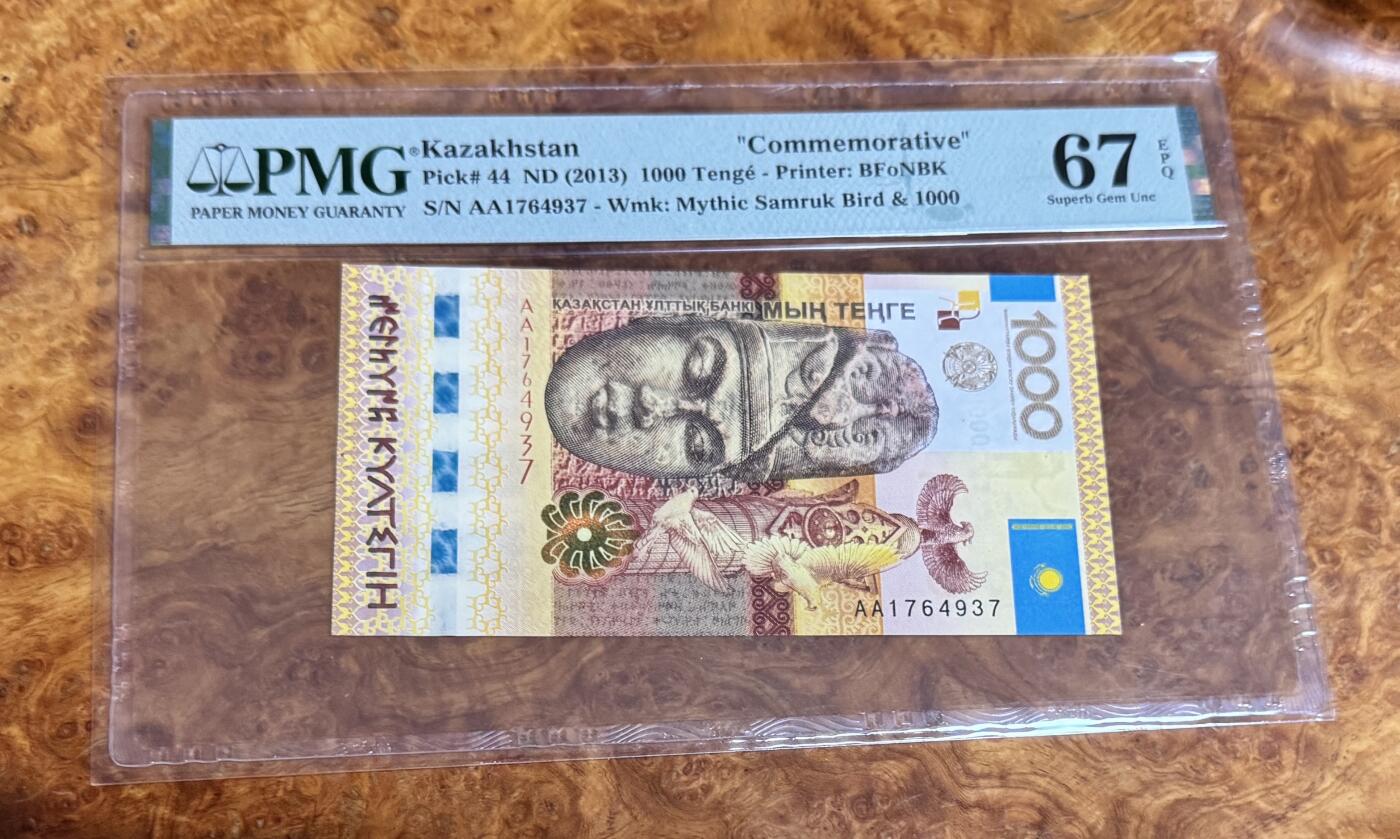 PMG®
PAPER MONEY GUARANTY
Kazakhstan "Commemorative"
Pick# 44 ND (2013) 1000 Tengé - Printer: BFoNBK
S/N AA1764937 - Wmk: Mythic Samruk Bird & 1000
67
EPQ
Superb Gem Unc
ҚАЗАҚСТАН ҰЛТТЫҚ БАНКІ
МЫҢ ТЕҢГЕ
1000
AA1764937
AA1764937
КҮЛТЕГІН